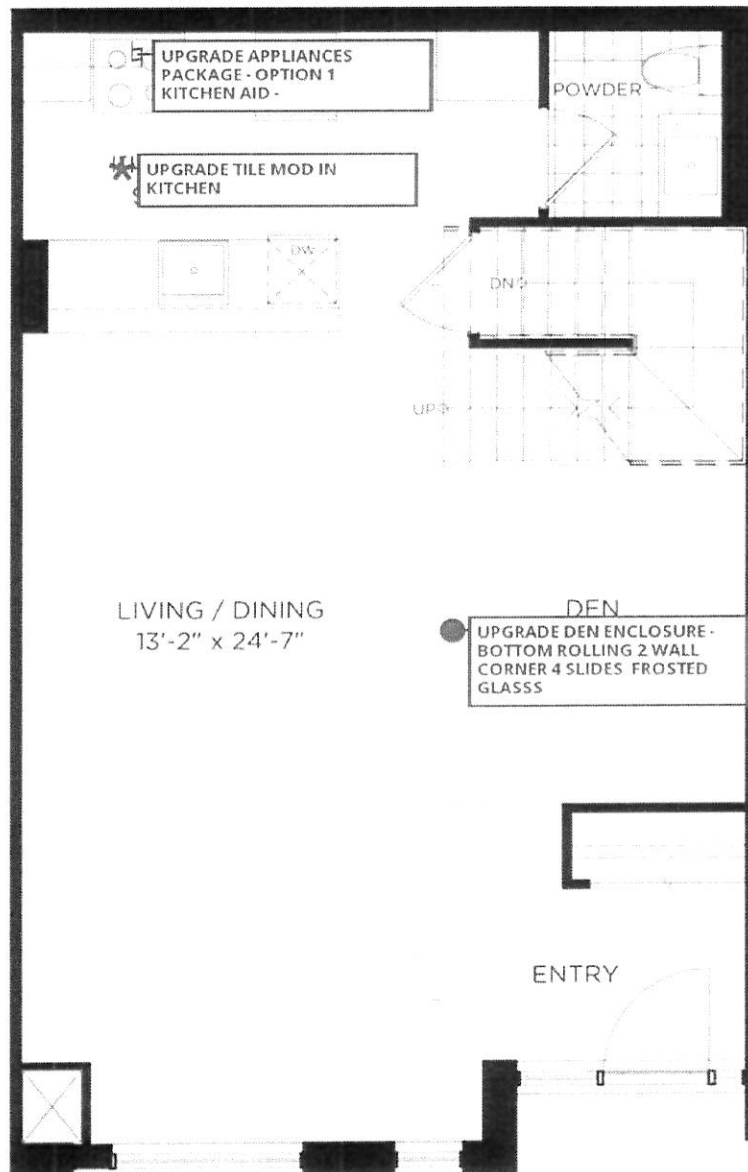 UPGRADE APPLIANCES
PACKAGE - OPTION 1
KITCHEN AID -
POWDER
UPGRADE TILE MOD IN
KITCHEN
DW
DN
UP
LIVING / DINING
13'-2" x 24'-7"
DEN
UPGRADE DEN ENCLOSURE -
BOTTOM ROLLING 2 WALL
CORNER 4 SLIDES FROSTED
GLASSS
ENTRY